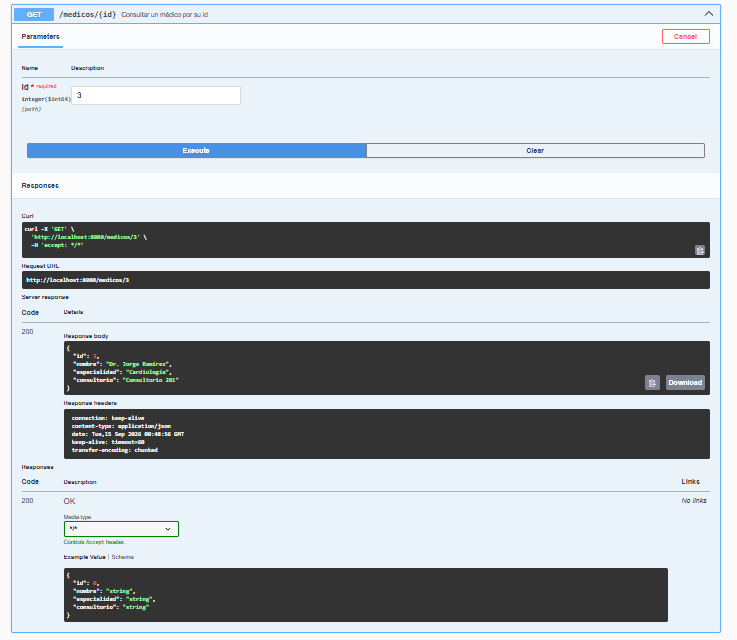 GET /medicos/{id} Consultar un médico por su id
Parameters
Cancel
Name Description
id * required
integer($int64)
(path)
3
Execute
Clear
Responses
Curl
curl -X 'GET' \
'http://localhost:8080/medicos/3' \
-H 'accept: */*'
Request URL
http://localhost:8080/medicos/3
Server response
Code Details
200
Response body
{
"id": 3,
"nombre": "Dr. Jorge Ramírez",
"especialidad": "Cardiología",
"consultorio": "Consultorio 201"
}
Download
Response headers
connection: keep-alive
content-type: application/json
date: Tue,15 Sep 2026 00:48:56 GMT
keep-alive: timeout=60
transfer-encoding: chunked
Responses
Code Description Links
200 OK No links
Media type
*/*
Controls Accept header.
Example Value | Schema
{
"id": 0,
"nombre": "string",
"especialidad": "string",
"consultorio": "string"
}